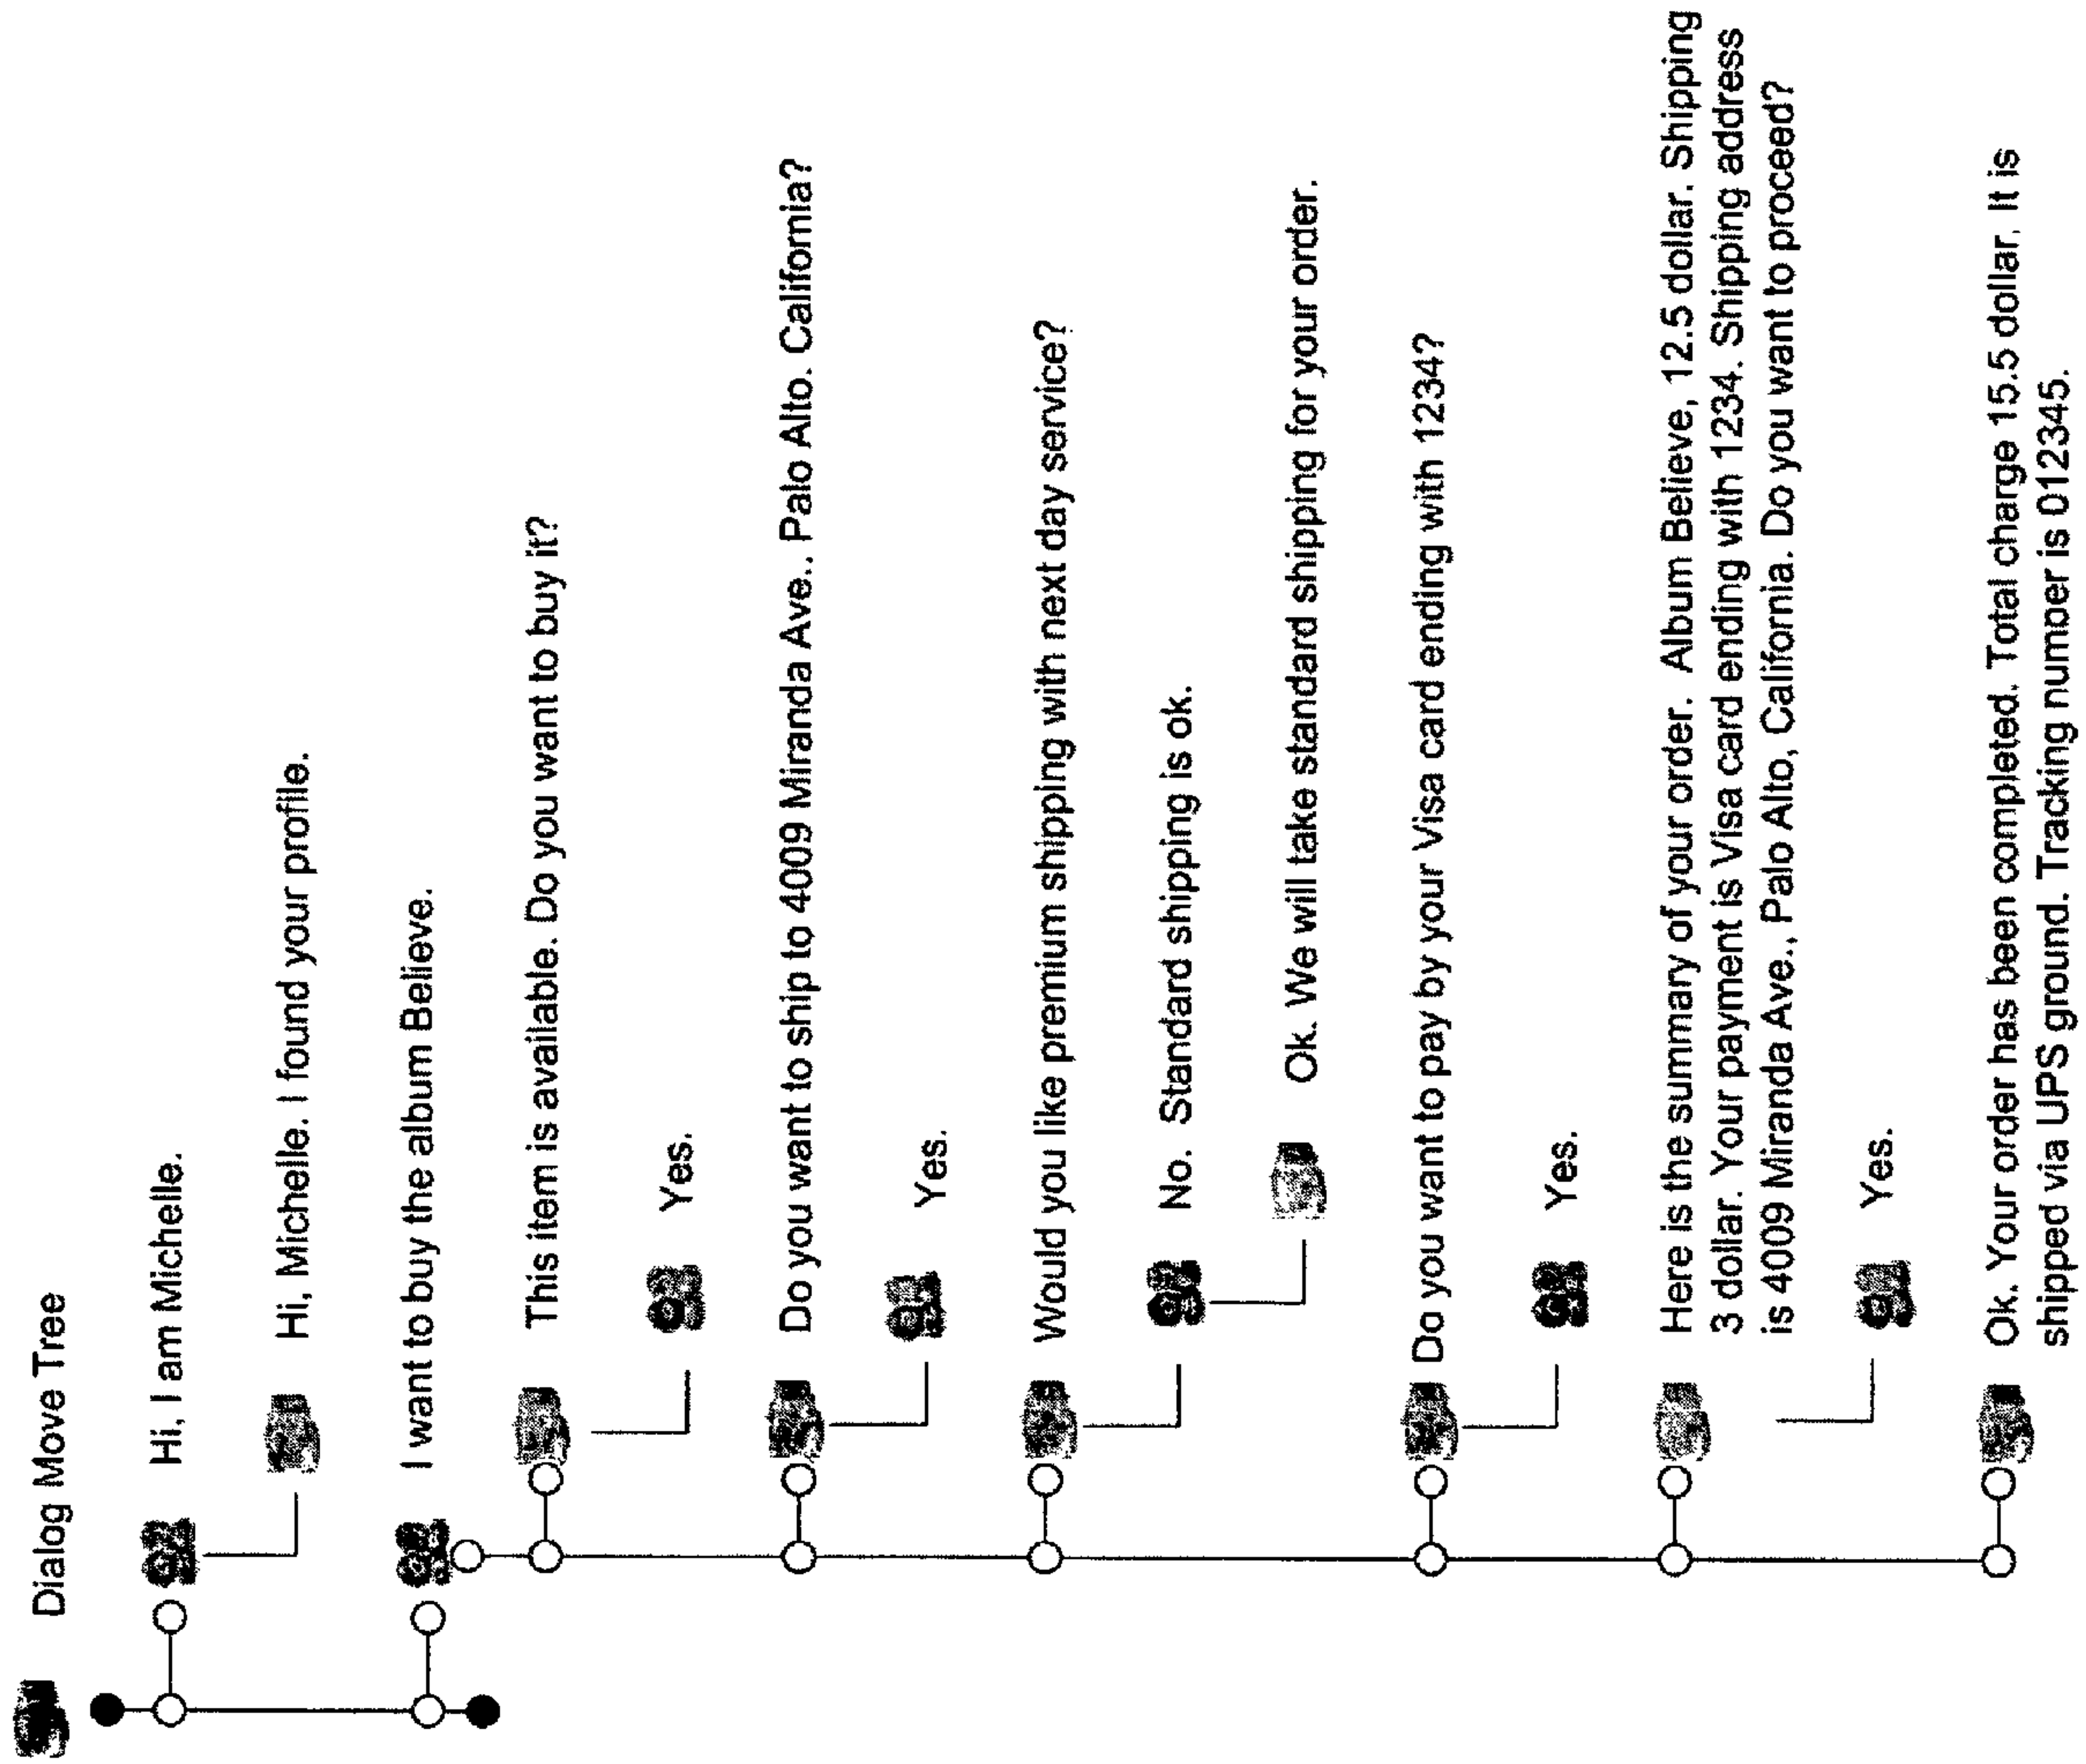 Dialog Move Tree
Hi, I am Michelle.
Hi, Michelle. I found your profile.
I want to buy the album Believe.
This item is available. Do you want to buy it?
Yes.
Do you want to ship to 4009 Miranda Ave., Palo Alto. California?
Yes.
Would you like premium shipping with next day service?
No. Standard shipping is ok.
Ok. We will take standard shipping for your order.
Do you want to pay by your Visa card ending with 1234?
Yes.
Here is the summary of your order. Album Believe, 12.5 dollar. Shipping
3 dollar. Your payment is Visa card ending with 1234. Shipping address
is 4009 Miranda Ave., Palo Alto, California. Do you want to proceed?
Yes.
Ok. Your order has been completed. Total charge 15.5 dollar. It is
shipped via UPS ground. Tracking number is 012345.